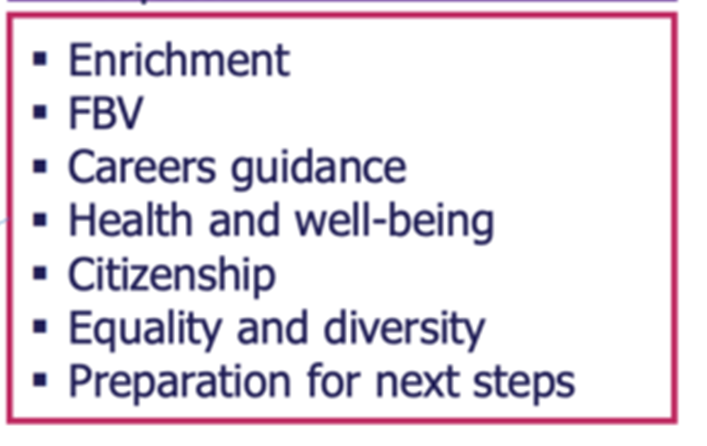 ▪ Enrichment
▪ FBV
▪ Careers guidance
▪ Health and well-being
▪ Citizenship
▪ Equality and diversity
▪ Preparation for next steps